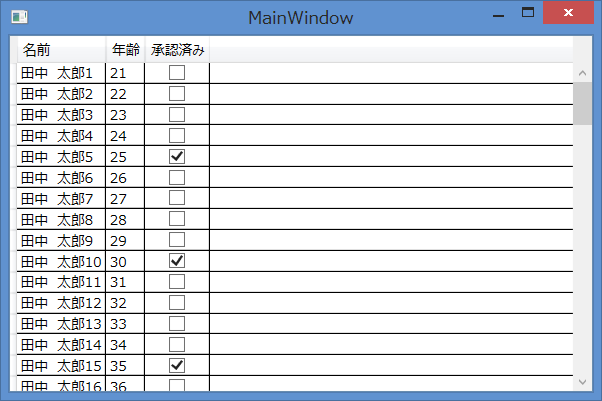 MainWindow
名前 年齢 承認済み
田中　太郎1 21
田中　太郎2 22
田中　太郎3 23
田中　太郎4 24
田中　太郎5 25
田中　太郎6 26
田中　太郎7 27
田中　太郎8 28
田中　太郎9 29
田中　太郎10 30
田中　太郎11 31
田中　太郎12 32
田中　太郎13 33
田中　太郎14 34
田中　太郎15 35
田中　太郎16 36